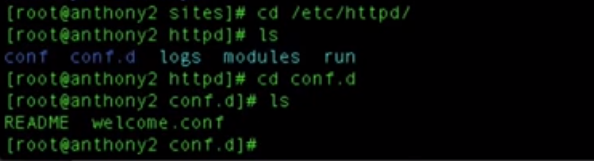 [root@anthony2 sites]# cd /etc/httpd/
[root@anthony2 httpd]# ls
conf  conf.d  logs  modules  run
[root@anthony2 httpd]# cd conf.d
[root@anthony2 conf.d]# ls
README  welcome.conf
[root@anthony2 conf.d]#